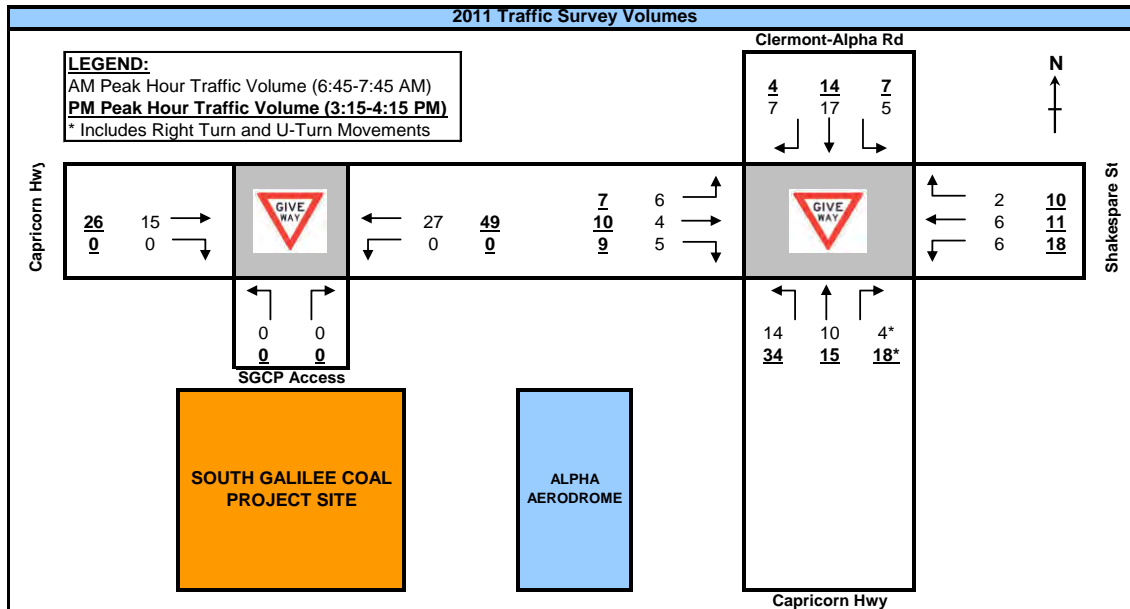 2011 Traffic Survey Volumes
Clermont-Alpha Rd
LEGEND:
AM Peak Hour Traffic Volume (6:45-7:45 AM)
PM Peak Hour Traffic Volume (3:15-4:15 PM)
* Includes Right Turn and U-Turn Movements
N
4 14 7
7 17 5
Capricorn Hwy
26 15
0 0
GIVE
WAY
27 49
0 0
7 6
10 4
9 5
GIVE
WAY
2 10
6 11
6 18
Shakespare St
0 0
0 0
SGCP Access
14 10 4*
34 15 18*
SOUTH GALILEE COAL
PROJECT SITE
ALPHA
AERODROME
Capricorn Hwy